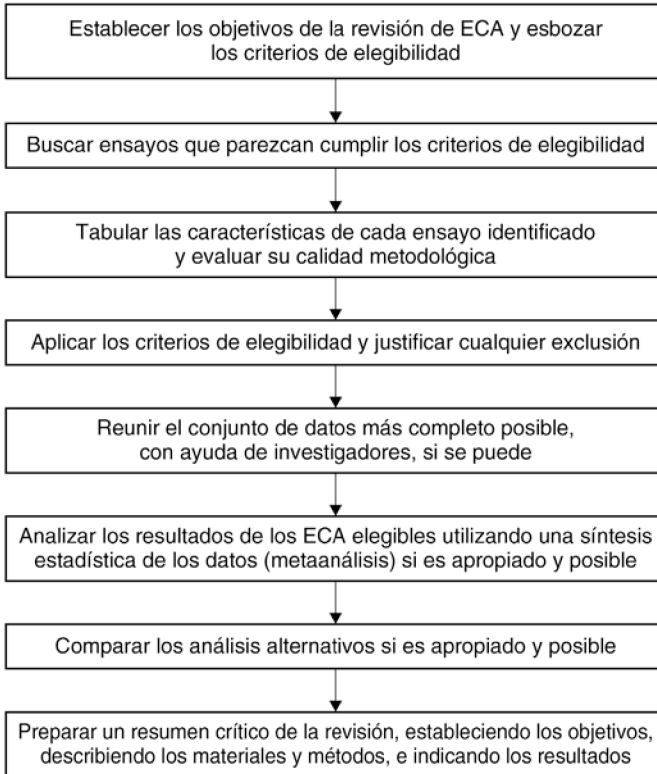 Establecer los objetivos de la revisión de ECA y esbozar
los criterios de elegibilidad
Buscar ensayos que parezcan cumplir los criterios de elegibilidad
Tabular las características de cada ensayo identificado
y evaluar su calidad metodológica
Aplicar los criterios de elegibilidad y justificar cualquier exclusión
Reunir el conjunto de datos más completo posible,
con ayuda de investigadores, si se puede
Analizar los resultados de los ECA elegibles utilizando una síntesis
estadística de los datos (metaanálisis) si es apropiado y posible
Comparar los análisis alternativos si es apropiado y posible
Preparar un resumen crítico de la revisión, estableciendo los objetivos,
describiendo los materiales y métodos, e indicando los resultados